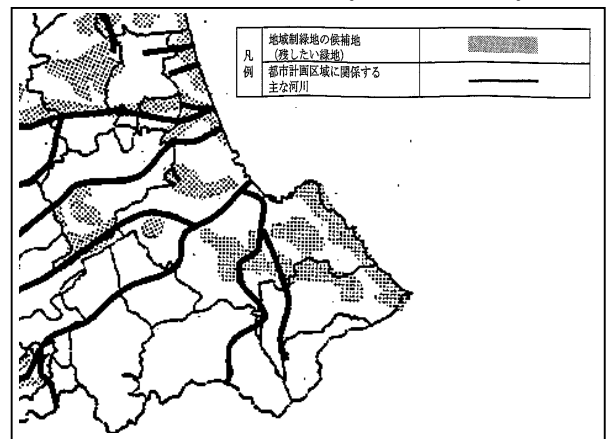 凡例
地域制緑地の候補地
(残したい緑地)
都市計画区域に関係する
主な河川